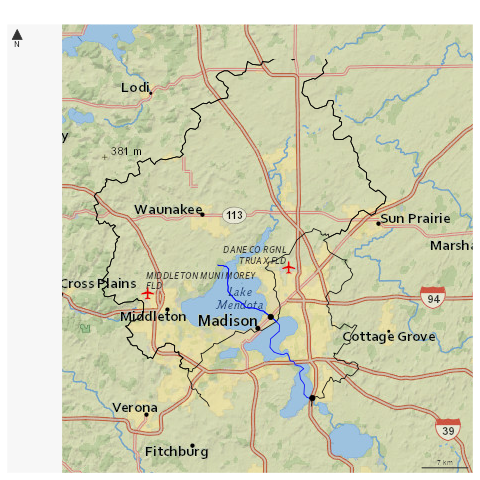 N
Lodi
y
381 m
Waunakee
113
Sun Prairie
DANE CO RGNL
TRUAX FLD
Marsha
Cross Plains
MIDDLETON MUNI MOREY
FLD
Lake
Mendota
94
Middleton
Madison
Cottage Grove
Verona
39
Fitchburg
7 km